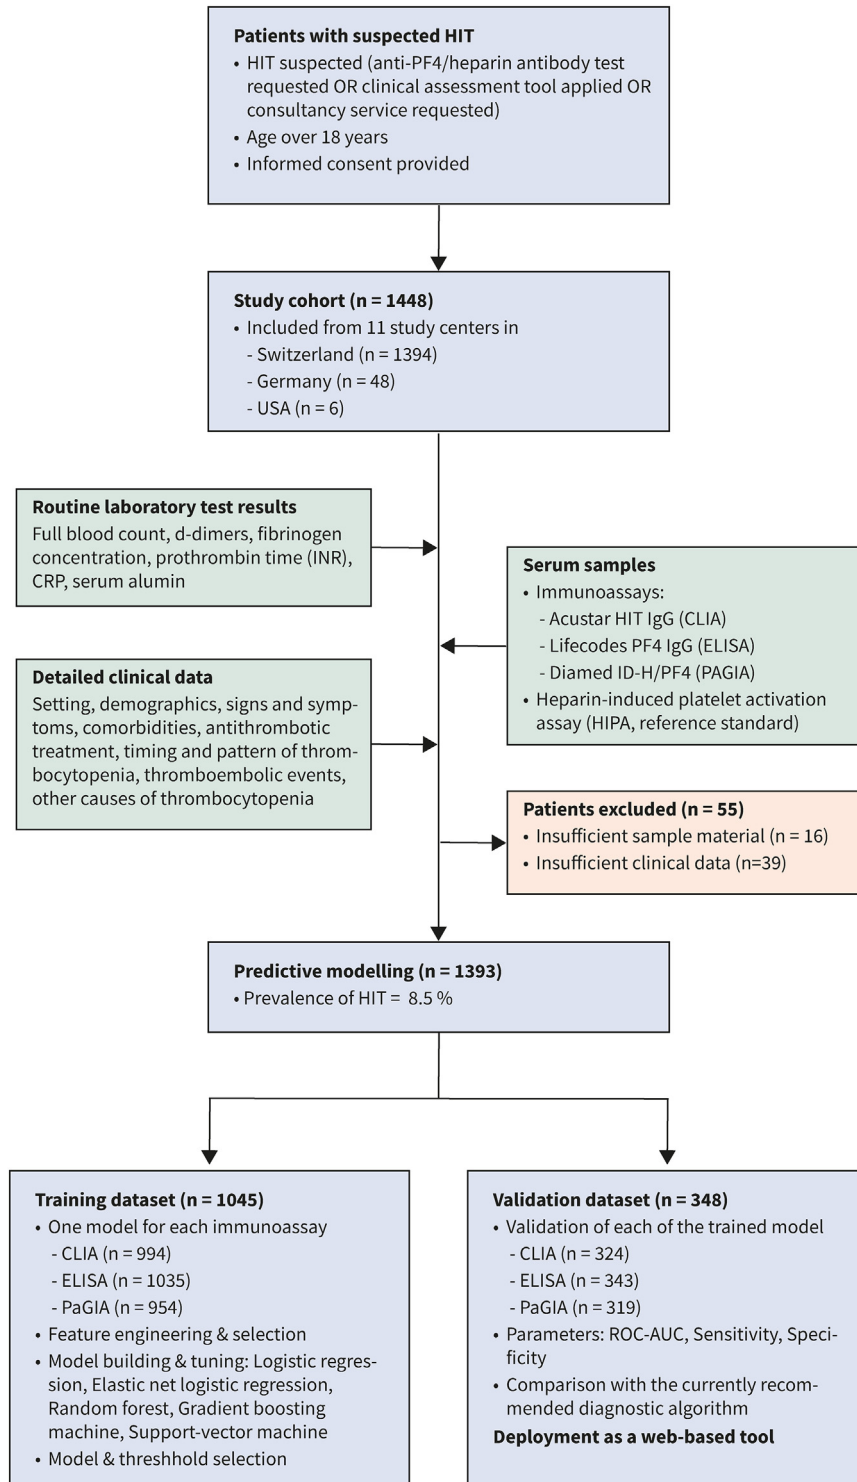 Patients with suspected HIT
• HIT suspected (anti-PF4/heparin antibody test
requested OR clinical assessment tool applied OR
consultancy service requested)
• Age over 18 years
• Informed consent provided
Study cohort (n = 1448)
• Included from 11 study centers in
- Switzerland (n = 1394)
- Germany (n = 48)
- USA (n = 6)
Routine laboratory test results
Full blood count, d-dimers, fibrinogen
concentration, prothrombin time (INR),
CRP, serum alumin
Serum samples
• Immunoassays:
- Acustar HIT IgG (CLIA)
- Lifecodes PF4 IgG (ELISA)
- Diamed ID-H/PF4 (PAGIA)
• Heparin-induced platelet activation
assay (HIPA, reference standard)
Detailed clinical data
Setting, demographics, signs and symp-
toms, comorbidities, antithrombotic
treatment, timing and pattern of throm-
bocytopenia, thromboembolic events,
other causes of thrombocytopenia
Patients excluded (n = 55)
• Insufficient sample material (n = 16)
• Insufficient clinical data (n=39)
Predictive modelling (n = 1393)
• Prevalence of HIT = 8.5 %
Training dataset (n = 1045)
• One model for each immunoassay
- CLIA (n = 994)
- ELISA (n = 1035)
- PaGIA (n = 954)
• Feature engineering & selection
• Model building & tuning: Logistic regres-
sion, Elastic net logistic regression,
Random forest, Gradient boosting
machine, Support-vector machine
• Model & threshhold selection
Validation dataset (n = 348)
• Validation of each of the trained model
- CLIA (n = 324)
- ELISA (n = 343)
- PaGIA (n = 319)
• Parameters: ROC-AUC, Sensitivity, Speci-
ficity
• Comparison with the currently recom-
mended diagnostic algorithm
Deployment as a web-based tool